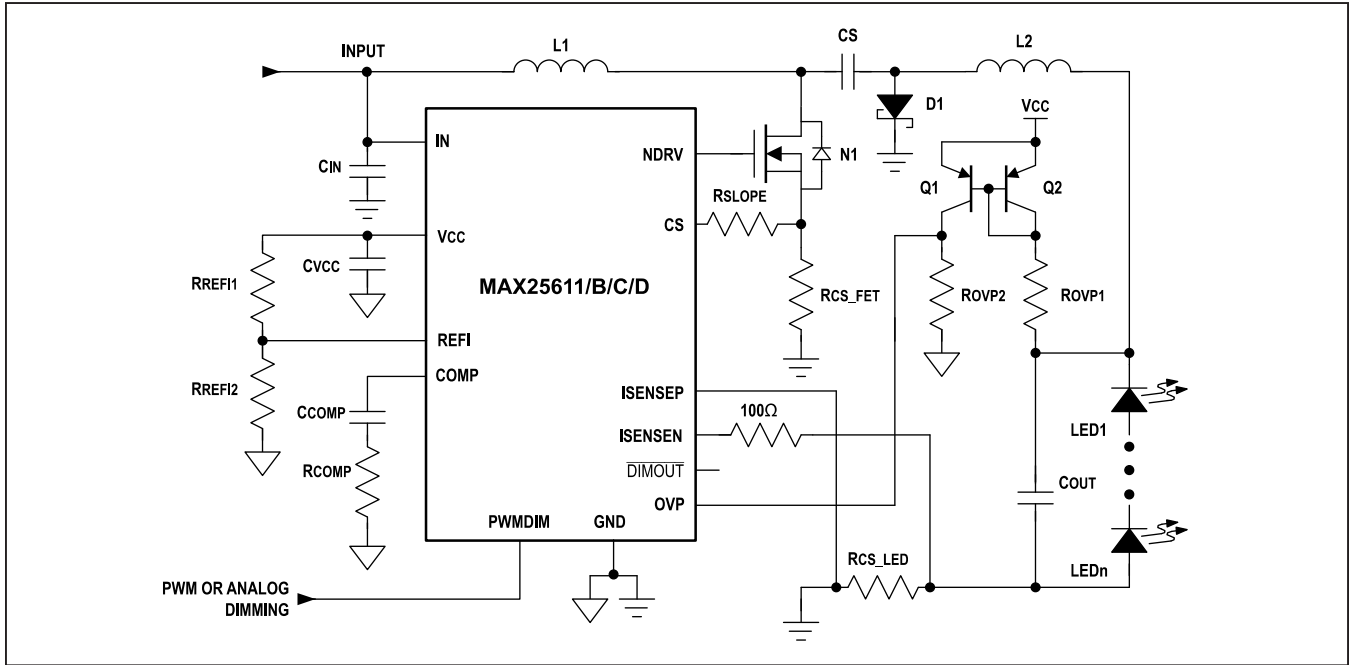 INPUT
L1
CS
L2
D1
VCC
IN
NDRV
N1
CIN
Q1
Q2
RSLOPE
CS
VCC
CVCC
RREFI1
MAX25611/B/C/D
RCS_FET
ROVP2
ROVP1
REFI
COMP
RREFI2
CCOMP
ISENSEP
100Ω
ISENSEN
LED1
RCOMP
DIMOUT
COUT
OVP
PWMDIM
GND
RCS_LED
LEDn
PWM OR ANALOG
DIMMING